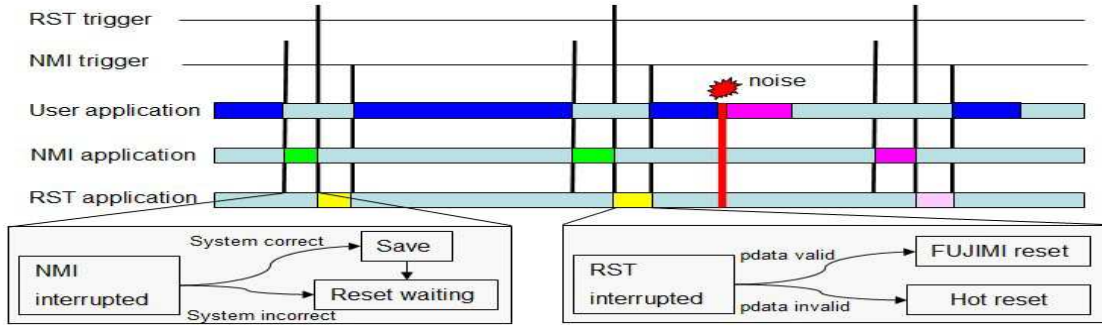 RST trigger
NMI trigger
noise
User application
NMI application
RST application
System correct
Save
NMI
interrupted
Reset waiting
System incorrect
pdata valid
FUJIMI reset
RST
interrupted
Hot reset
pdata invalid